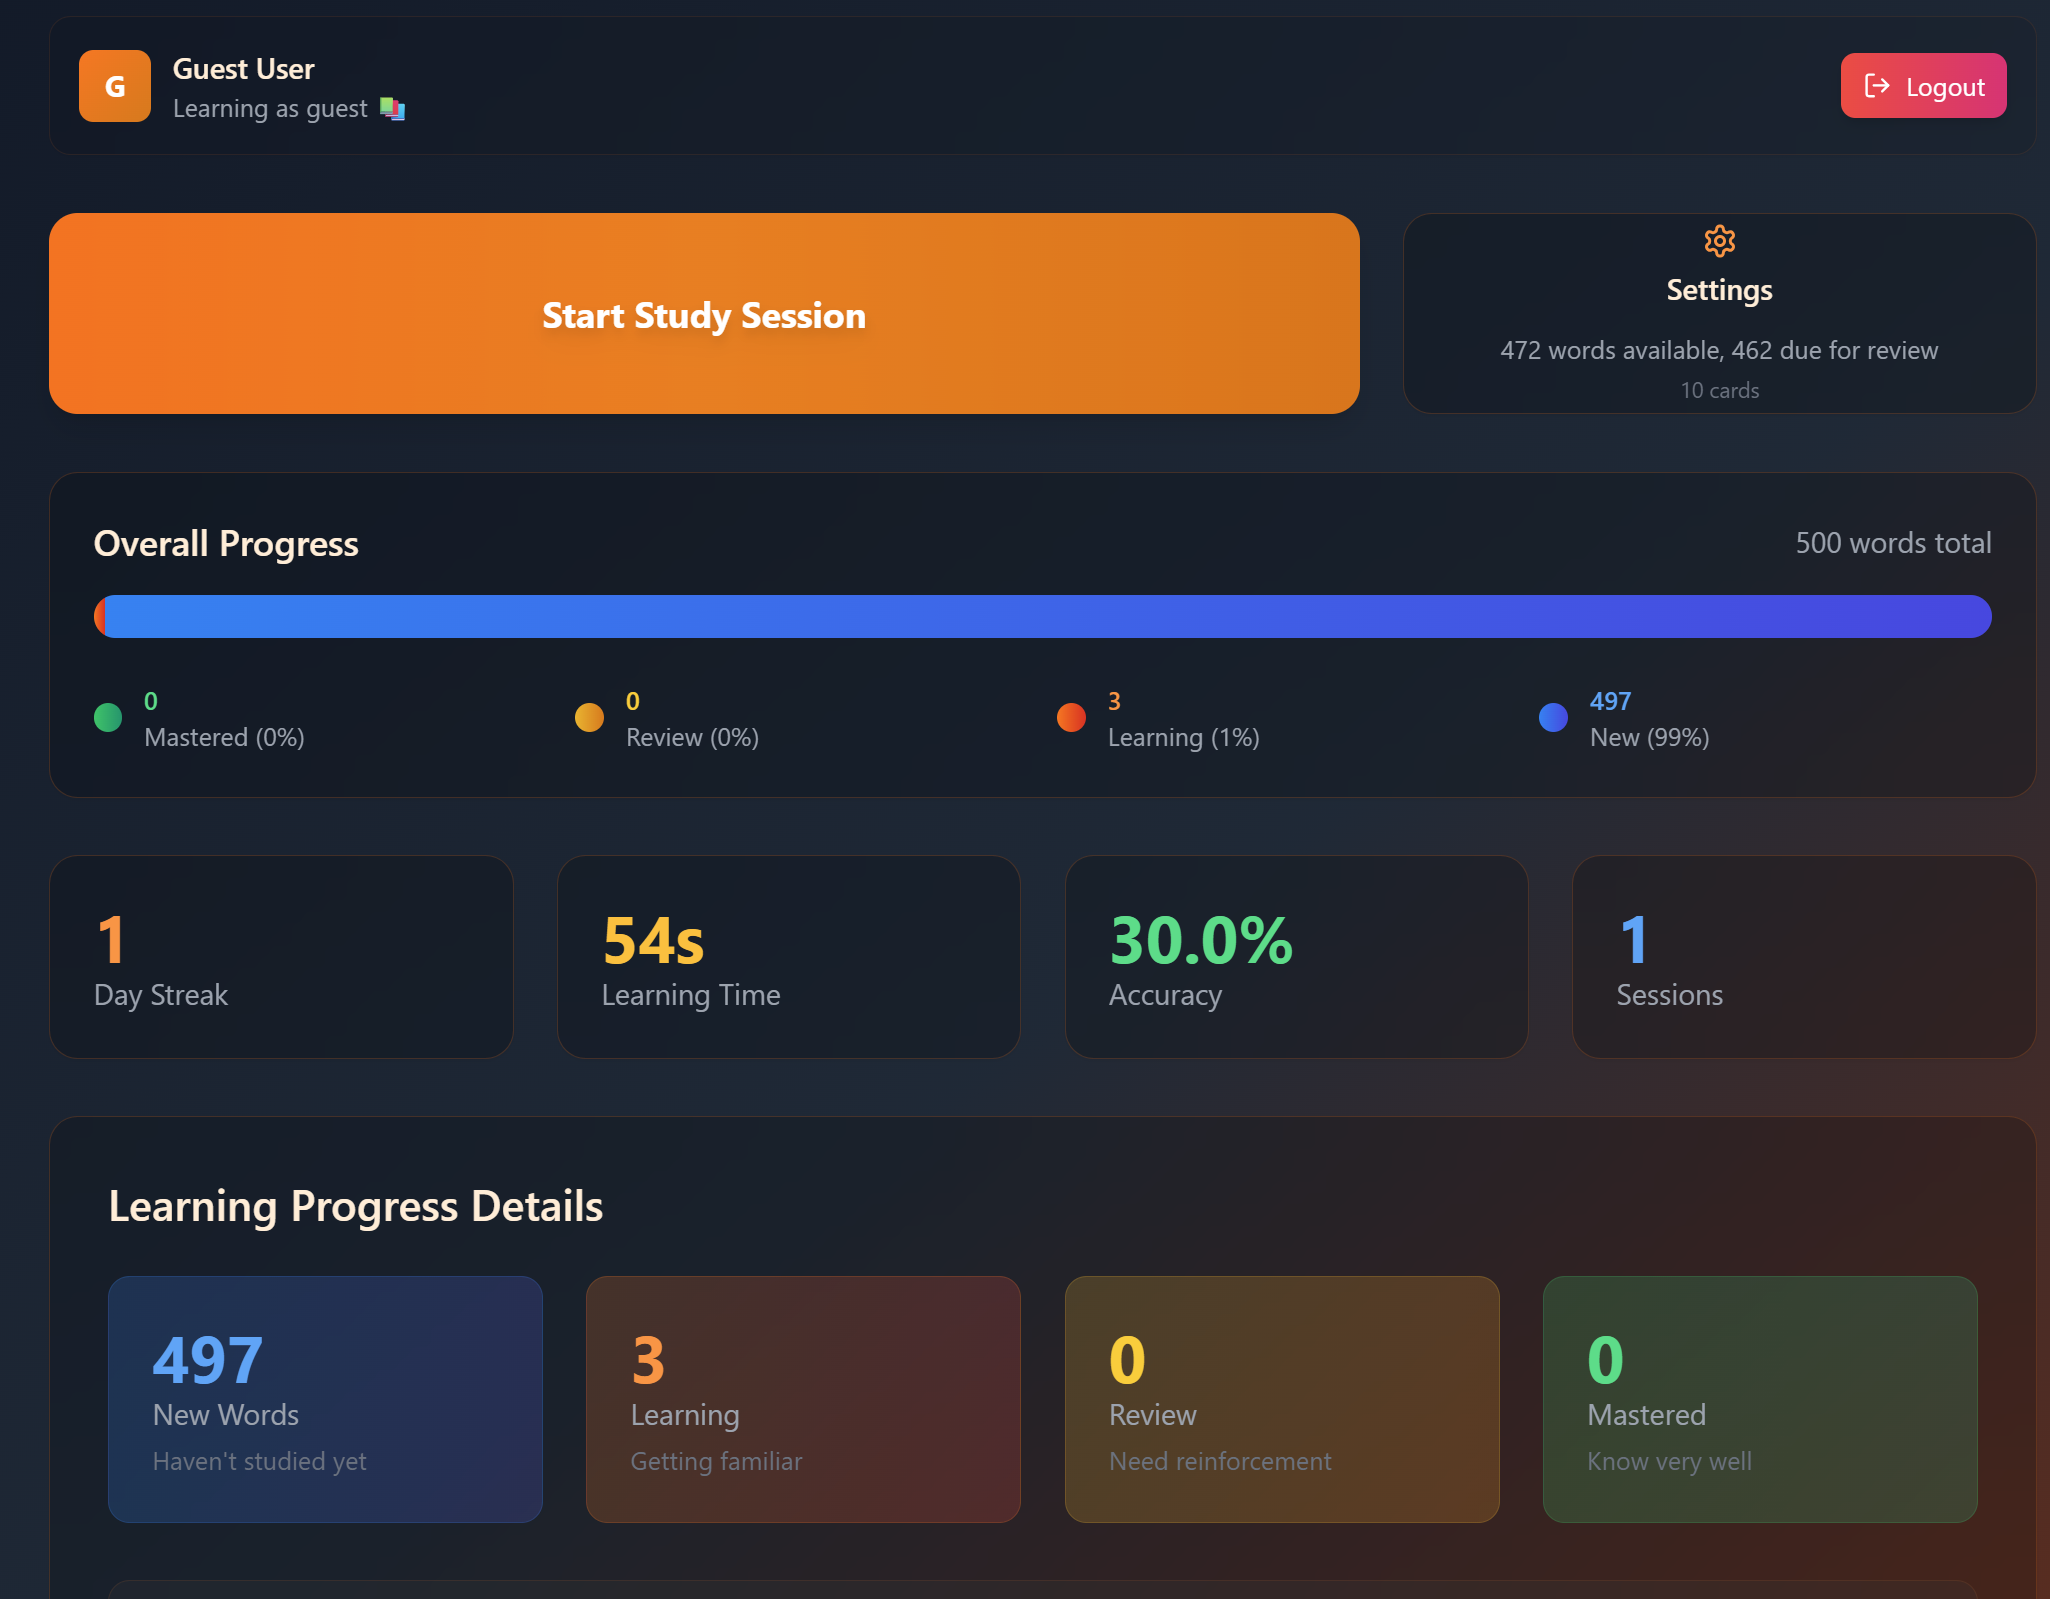 G
Guest User
Learning as guest
Logout
Start Study Session
Settings
472 words available, 462 due for review
10 cards
Overall Progress
500 words total
0
Mastered (0%)
0
Review (0%)
3
Learning (1%)
497
New (99%)
1
Day Streak
54s
Learning Time
30.0%
Accuracy
1
Sessions
Learning Progress Details
497
New Words
Haven't studied yet
3
Learning
Getting familiar
0
Review
Need reinforcement
0
Mastered
Know very well